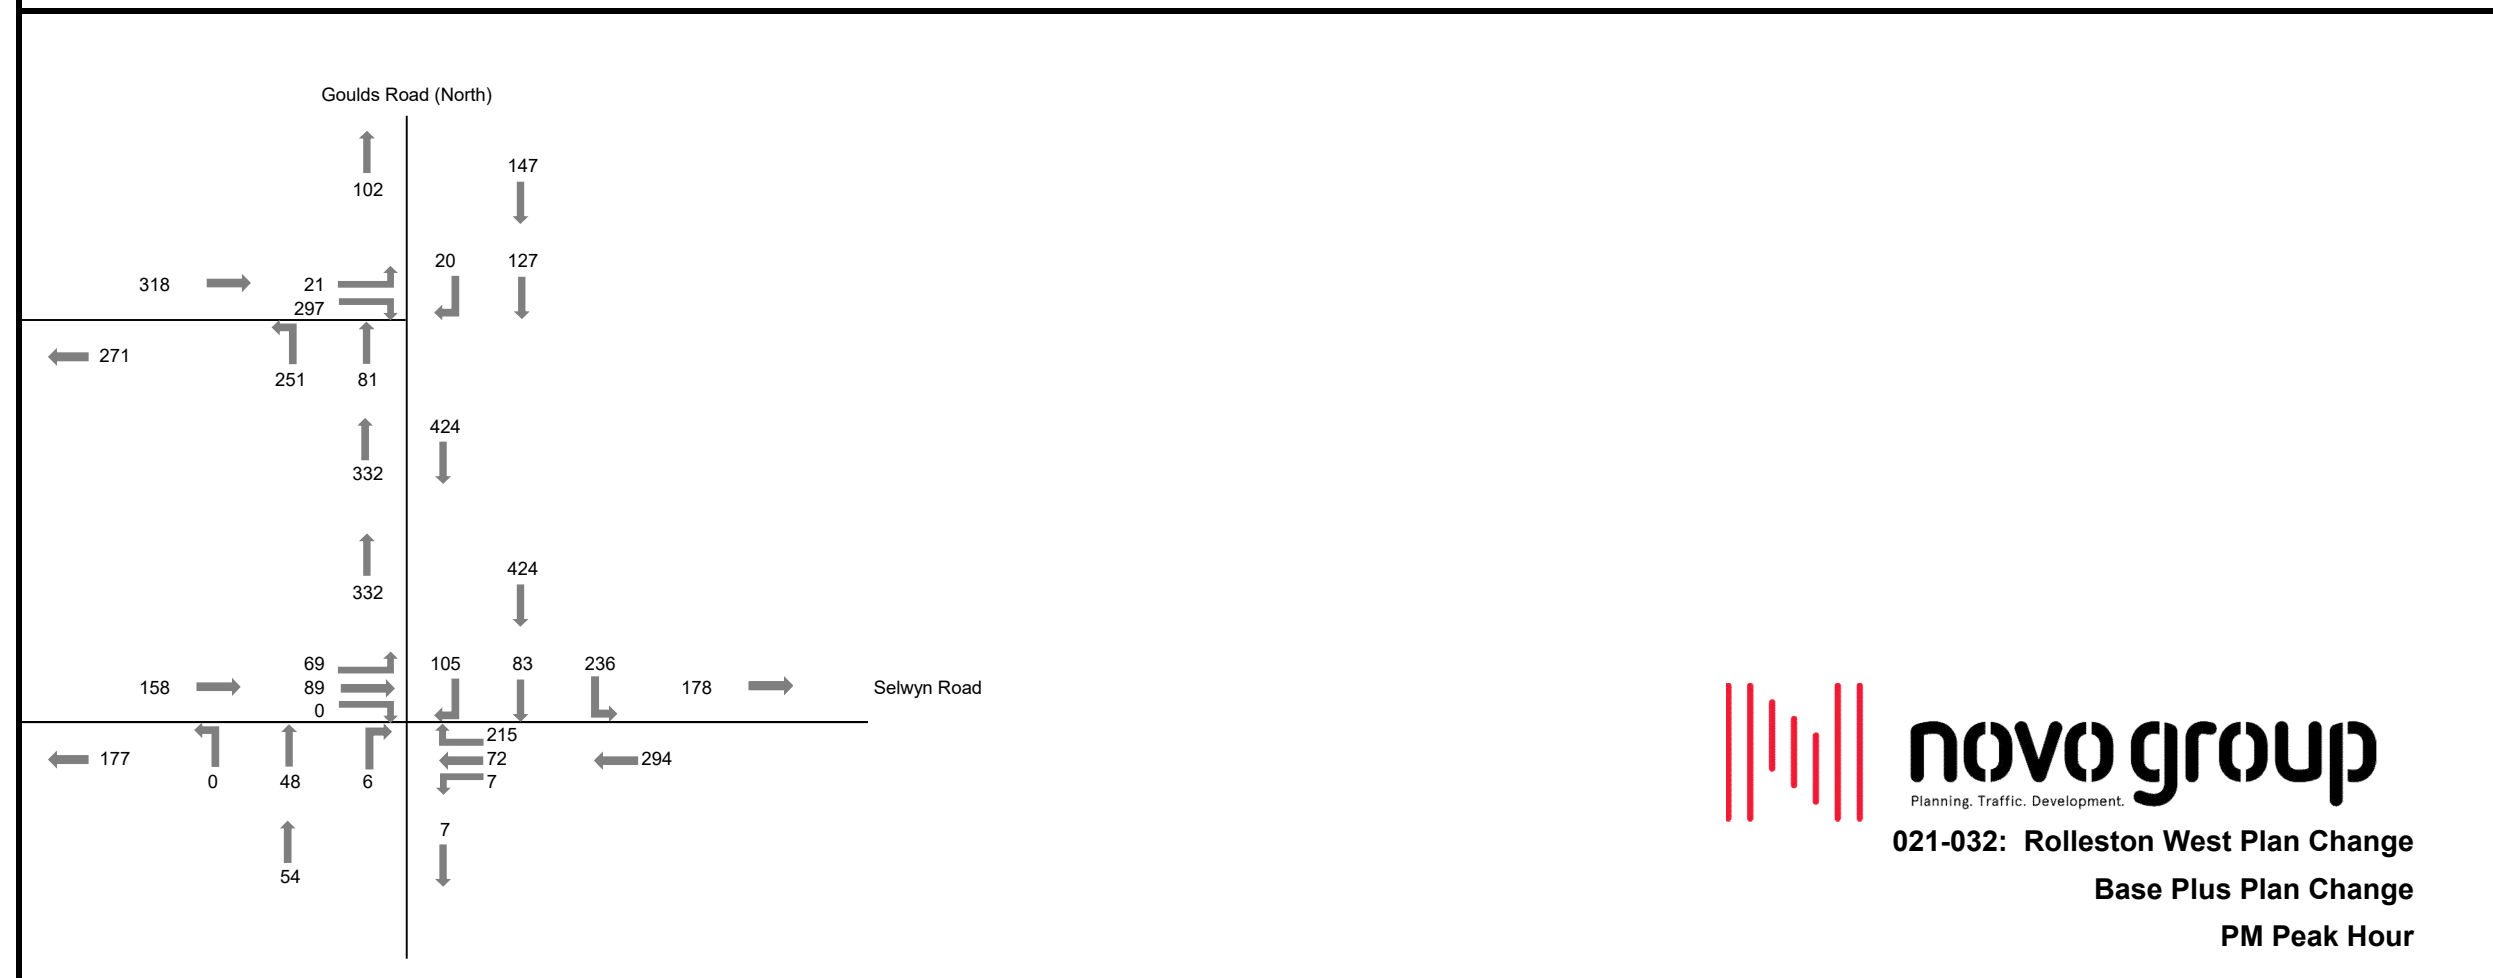 Goulds Road (North)
147
102
20 127
318 21
297
271
251 81
424
332
424
332
69 105 83 236
158 89 178 Selwyn Road
0
215
177 72 294
0 48 6 7
7
54
novo group
Planning. Traffic. Development.
021-032: Rolleston West Plan Change
Base Plus Plan Change
PM Peak Hour